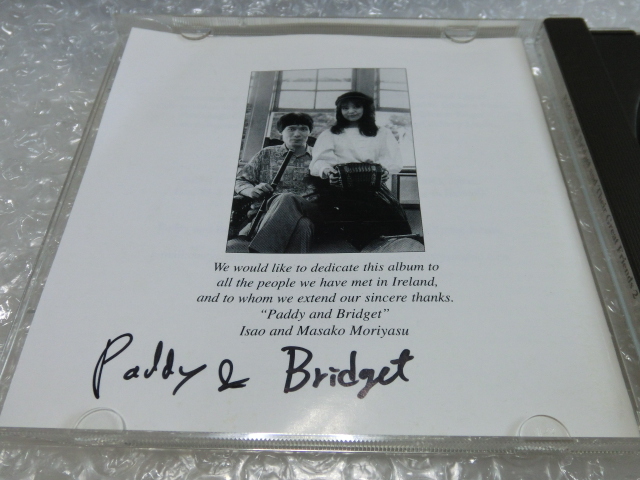 We would like to dedicate this album to
all the people we have met in Ireland,
and to whom we extend our sincere thanks.
“Paddy and Bridget”
Isao and Masako Moriyasu
Paddy & Bridget